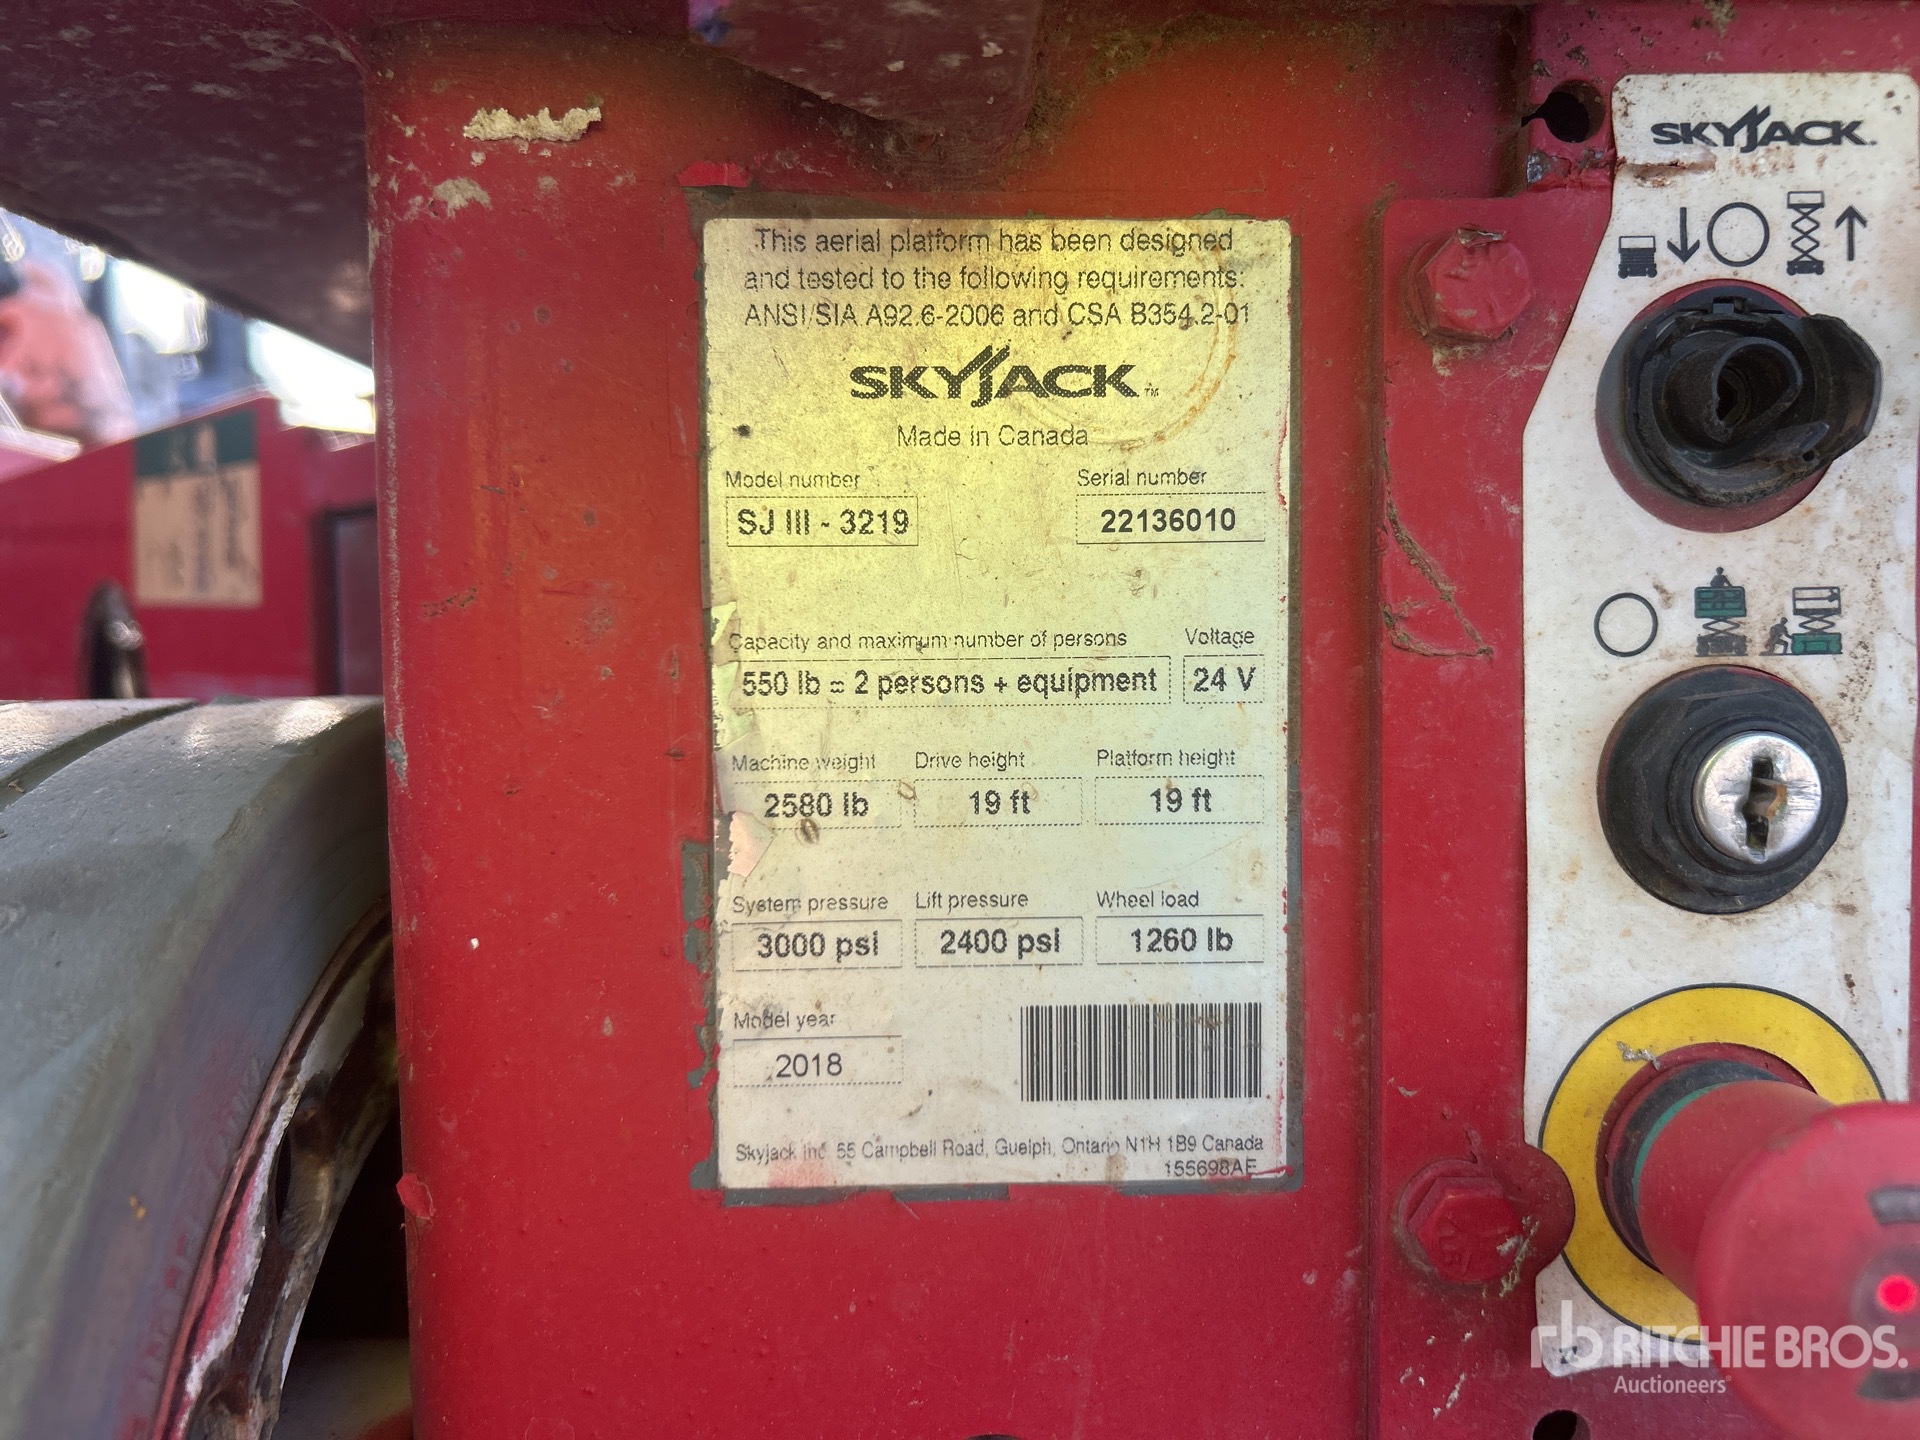 This aerial platform has been designed
and tested to the following requirements:
ANSI/SIA A92.6-2006 and CSA B354.2-01
SKYJACK TM
Made in Canada
Model number Serial number
SJ III - 3219 22136010
Capacity and maximum number of persons Voltage
550 lb = 2 persons + equipment 24 V
Machine weight Drive height Platform height
2580 lb 19 ft 19 ft
System pressure Lift pressure Wheel load
3000 psi 2400 psi 1260 lb
Model year
2018
Skyjack Inc. 55 Campbell Road, Guelph, Ontario N1H 1B9 Canada
155698AE
SKYJACK.
rb RITCHIE BROS.
Auctioneers